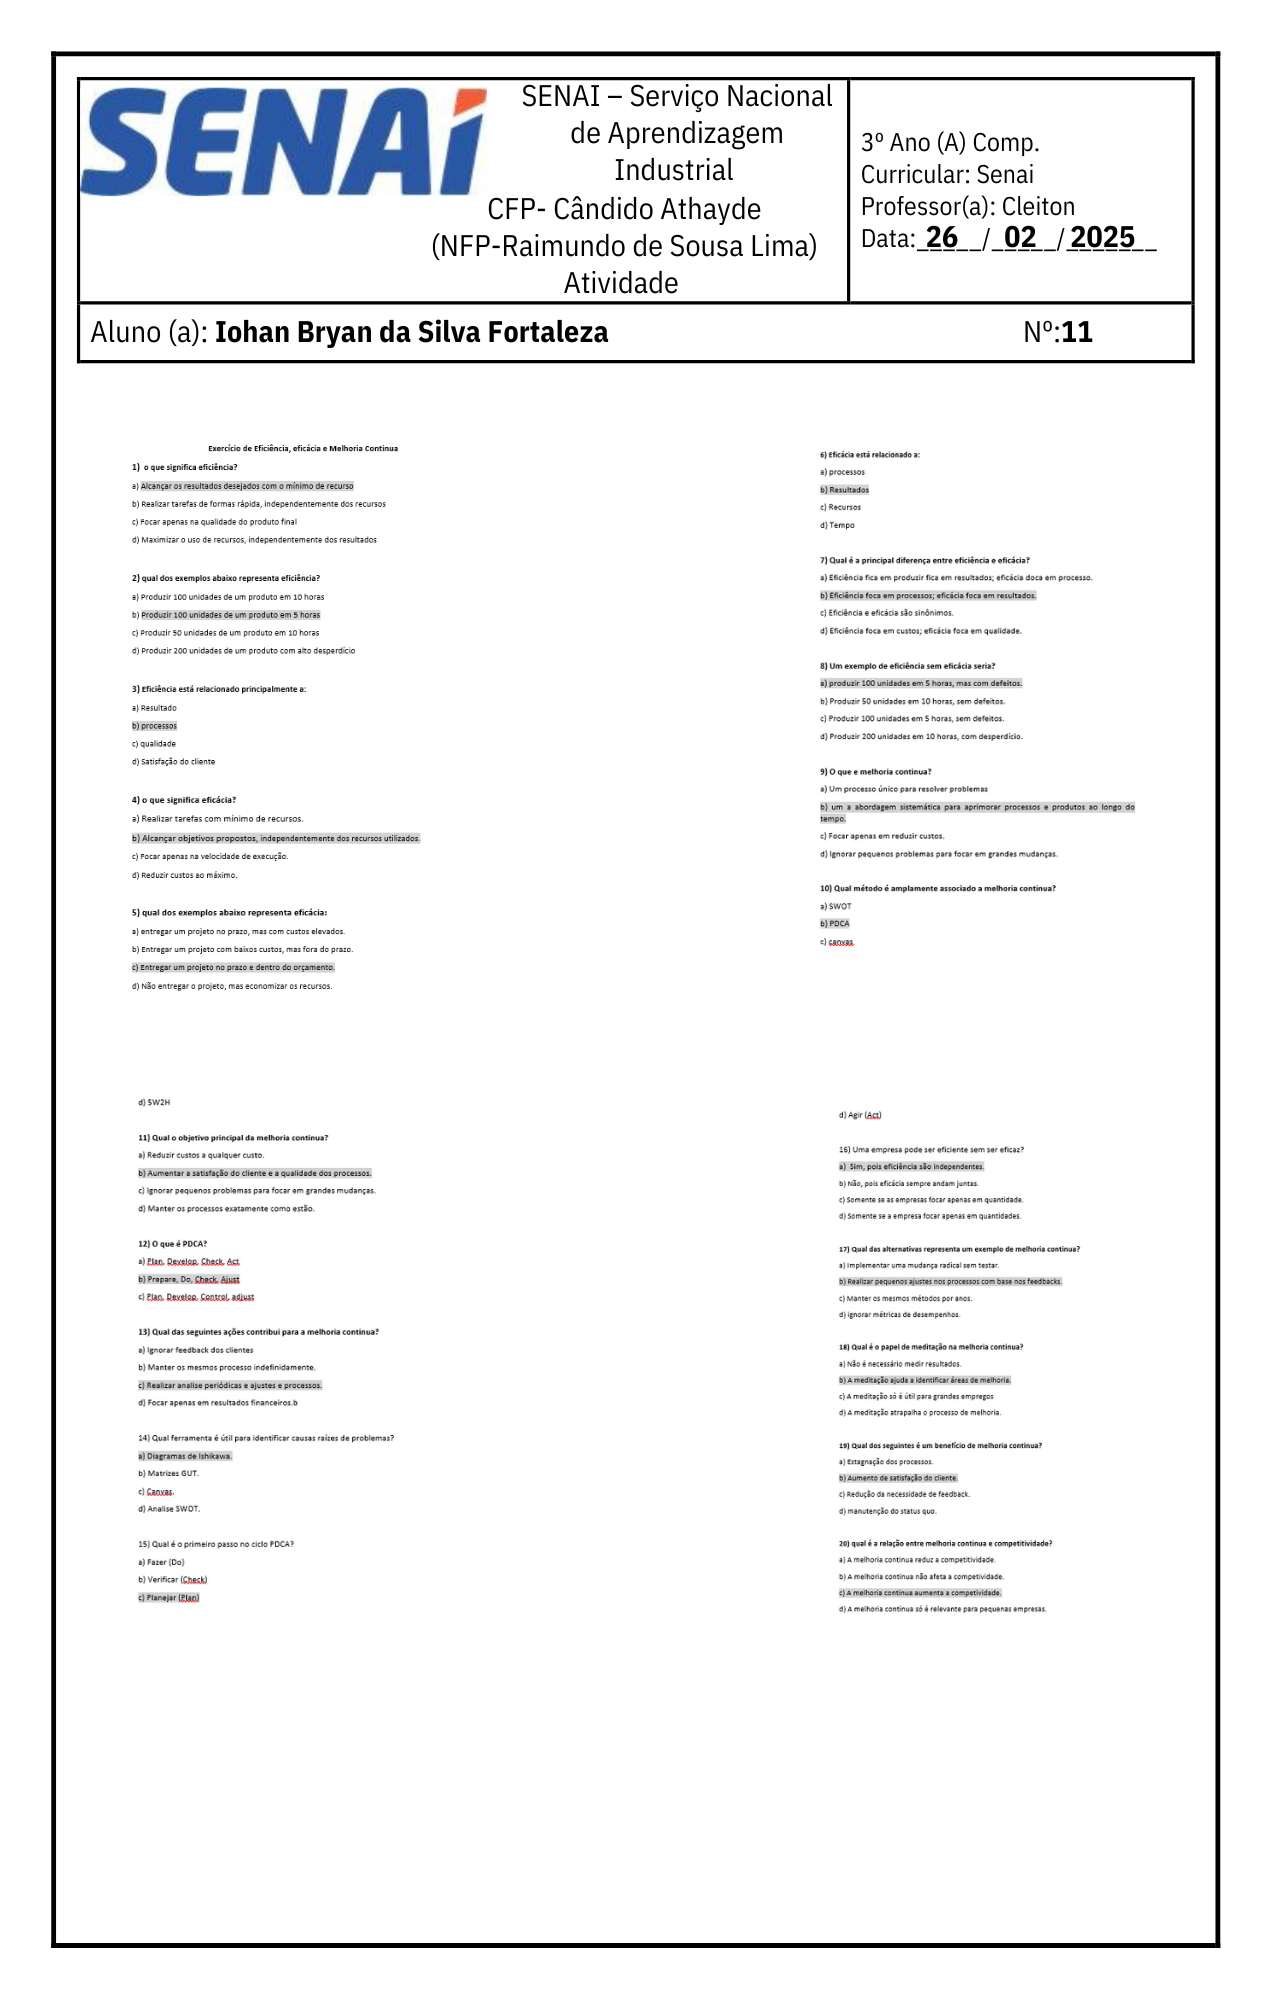 SENAI
SENAI – Serviço Nacional
de Aprendizagem
Industrial
CFP- Cândido Athayde
(NFP-Raimundo de Sousa Lima)
Atividade
3º Ano (A) Comp.
Curricular: Senai
Professor(a): Cleiton
Data:_26__/_02__/2025_
Aluno (a): Iohan Bryan da Silva Fortaleza Nº:11
Exercício de Eficiência, eficácia e Melhoria Continua
1) o que significa eficiência?
a) Alcançar os resultados desejados com o mínimo de recurso
b) Realizar tarefas de formas rápida, independentemente dos recursos
c) Focar apenas na qualidade do produto final
d) Maximizar o uso de recursos, independentemente dos resultados
2) qual dos exemplos abaixo representa eficiência?
a) Produzir 100 unidades de um produto em 10 horas
b) Produzir 100 unidades de um produto em 5 horas
c) Produzir 50 unidades de um produto em 10 horas
d) Produzir 200 unidades de um produto com alto desperdício
3) Eficiência está relacionado principalmente a:
a) Resultado
b) processos
c) qualidade
d) Satisfação do cliente
4) o que significa eficácia?
a) Realizar tarefas com mínimo de recursos.
b) Alcançar objetivos propostos, independentemente dos recursos utilizados.
c) Focar apenas na velocidade de execução.
d) Reduzir custos ao máximo.
5) qual dos exemplos abaixo representa eficácia:
a) entregar um projeto no prazo, mas com custos elevados.
b) Entregar um projeto com baixos custos, mas fora do prazo.
c) Entregar um projeto no prazo e dentro do orçamento.
d) Não entregar o projeto, mas economizar os recursos.
6) Eficácia está relacionado a:
a) processos
b) Resultados
c) Recursos
d) Tempo
7) Qual é a principal diferença entre eficiência e eficácia?
a) Eficiência fica em produzir fica em resultados; eficácia doca em processo.
b) Eficiência foca em processos; eficácia foca em resultados.
c) Eficiência e eficácia são sinônimos.
d) Eficiência foca em custos; eficácia foca em qualidade.
8) Um exemplo de eficiência sem eficácia seria?
a) produzir 100 unidades em 5 horas, mas com defeitos.
b) Produzir 50 unidades em 10 horas, sem defeitos.
c) Produzir 100 unidades em 5 horas, sem defeitos.
d) Produzir 200 unidades em 10 horas, com desperdício.
9) O que e melhoria continua?
a) Um processo único para resolver problemas
b) um a abordagem sistemática para aprimorar processos e produtos ao longo do
tempo.
c) Focar apenas em reduzir custos.
d) Ignorar pequenos problemas para focar em grandes mudanças.
10) Qual método é amplamente associado a melhoria continua?
a) SWOT
b) PDCA
c) canvas.
d) 5W2H
11) Qual o objetivo principal da melhoria continua?
a) Reduzir custos a qualquer custo.
b) Aumentar a satisfação do cliente e a qualidade dos processos.
c) Ignorar pequenos problemas para focar em grandes mudanças.
d) Manter os processos exatamente como estão.
12) O que é PDCA?
a) Plan, Develop, Check, Act
b) Prepare, Do, Check, Ajust
c) Plan, Develop, Control, adjust
13) Qual das seguintes ações contribui para a melhoria continua?
a) Ignorar feedback dos clientes
b) Manter os mesmos processo indefinidamente.
c) Realizar analise periódicas e ajustes e processos.
d) Focar apenas em resultados financeiros.b
14) Qual ferramenta é útil para identificar causas raízes de problemas?
a) Diagramas de Ishikawa.
b) Matrizes GUT.
c) Canvas.
d) Analise SWOT.
15) Qual é o primeiro passo no ciclo PDCA?
a) Fazer (Do)
b) Verificar (Check)
c) Planejar (Plan)
d) Agir (Act)
16) Uma empresa pode ser eficiente sem ser eficaz?
a) Sim, pois eficiência são independentes.
b) Não, pois eficácia sempre andam juntas.
c) Somente se as empresas focar apenas em quantidade.
d) Somente se a empresa focar apenas em quantidades.
17) Qual das alternativas representa um exemplo de melhoria continua?
a) Implementar uma mudança radical sem testar.
b) Realizar pequenos ajustes nos processos com base nos feedbacks.
c) Manter os mesmos métodos por anos.
d) ignorar métricas de desempenhos.
18) Qual é o papel de meditação na melhoria continua?
a) Não é necessário medir resultados.
b) A meditação ajuda a identificar áreas de melhoria.
c) A meditação só é útil para grandes empregos
d) A meditação atrapalha o processo de melhoria.
19) Qual dos seguintes é um benefício de melhoria continua?
a) Estagnação dos processos.
b) Aumento de satisfação do cliente.
c) Redução da necessidade de feedback.
d) manutenção do status quo.
20) qual é a relação entre melhoria continua e competitividade?
a) A melhoria continua reduz a competitividade.
b) A melhoria continua não afeta a competividade.
c) A melhoria continua aumenta a competividade.
d) A melhoria continua só é relevante para pequenas empresas.